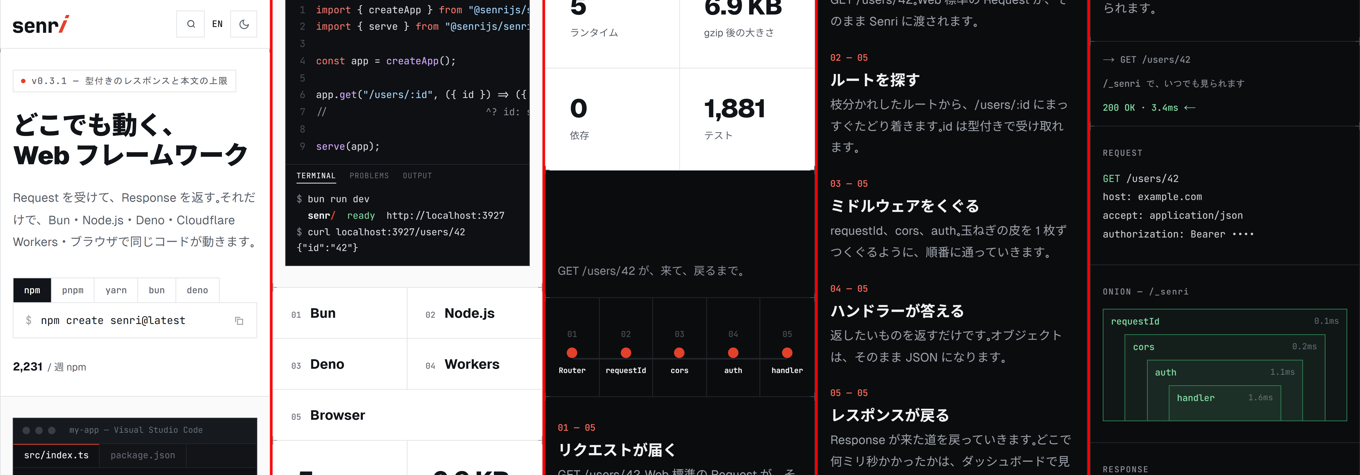 senri
EN
v0.3.1 — 型付きのレスポンスと本文の上限
どこでも動く、
Web フレームワーク
Request を受けて、Response を返す。それだ
けで、Bun・Node.js・Deno・Cloudflare
Workers・ブラウザで同じコードが動きます。
npm pnpm yarn bun deno
$ npm create senri@latest
2,231 / 週 npm
my-app — Visual Studio Code
src/index.ts package.json
1 import { createApp } from "@senrijs/senr
2 import { serve } from "@senrijs/senri
3
4 const app = createApp();
5
6 app.get("/users/:id", ({ id }) => ({
7 // ^? id: s
8
9 serve(app);
TERMINAL PROBLEMS OUTPUT
$ bun run dev
senr/ ready http://localhost:3927
$ curl localhost:3927/users/42
{"id":"42"}
01 Bun
02 Node.js
03 Deno
04 Workers
05 Browser
5
ランタイム
6.9 KB
gzip 後の大きさ
0
依存
1,881
テスト
GET /users/42 が、来て、戻るまで。
01 02 03 04 05
Router requestId cors auth handler
01 — 05
リクエストが届く
GET /users/42。Web 標準の Request が、そ
のまま Senri に渡されます。
02 — 05
ルートを探す
枝分かれしたルートから、/users/:id にまっ
すぐたどり着きます。id は型付きで受け取れ
ます。
03 — 05
ミドルウェアをくぐる
requestId、cors、auth。玉ねぎの皮を 1 枚ず
つくぐるように、順番に通っていきます。
04 — 05
ハンドラーが答える
返したいものを返すだけです。オブジェクト
は、そのまま JSON になります。
05 — 05
レスポンスが戻る
Response が来た道を戻っていきます。どこで
何ミリ秒かかったかは、ダッシュボードで見
られます。
→ GET /users/42
/_senri で、いつでも見られます
200 OK · 3.4ms ←
REQUEST
GET /users/42
host: example.com
accept: application/json
authorization: Bearer ••••
ONION — /_senri
requestId 0.1ms
cors 0.2ms
auth 1.1ms
handler 1.6ms
RESPONSE